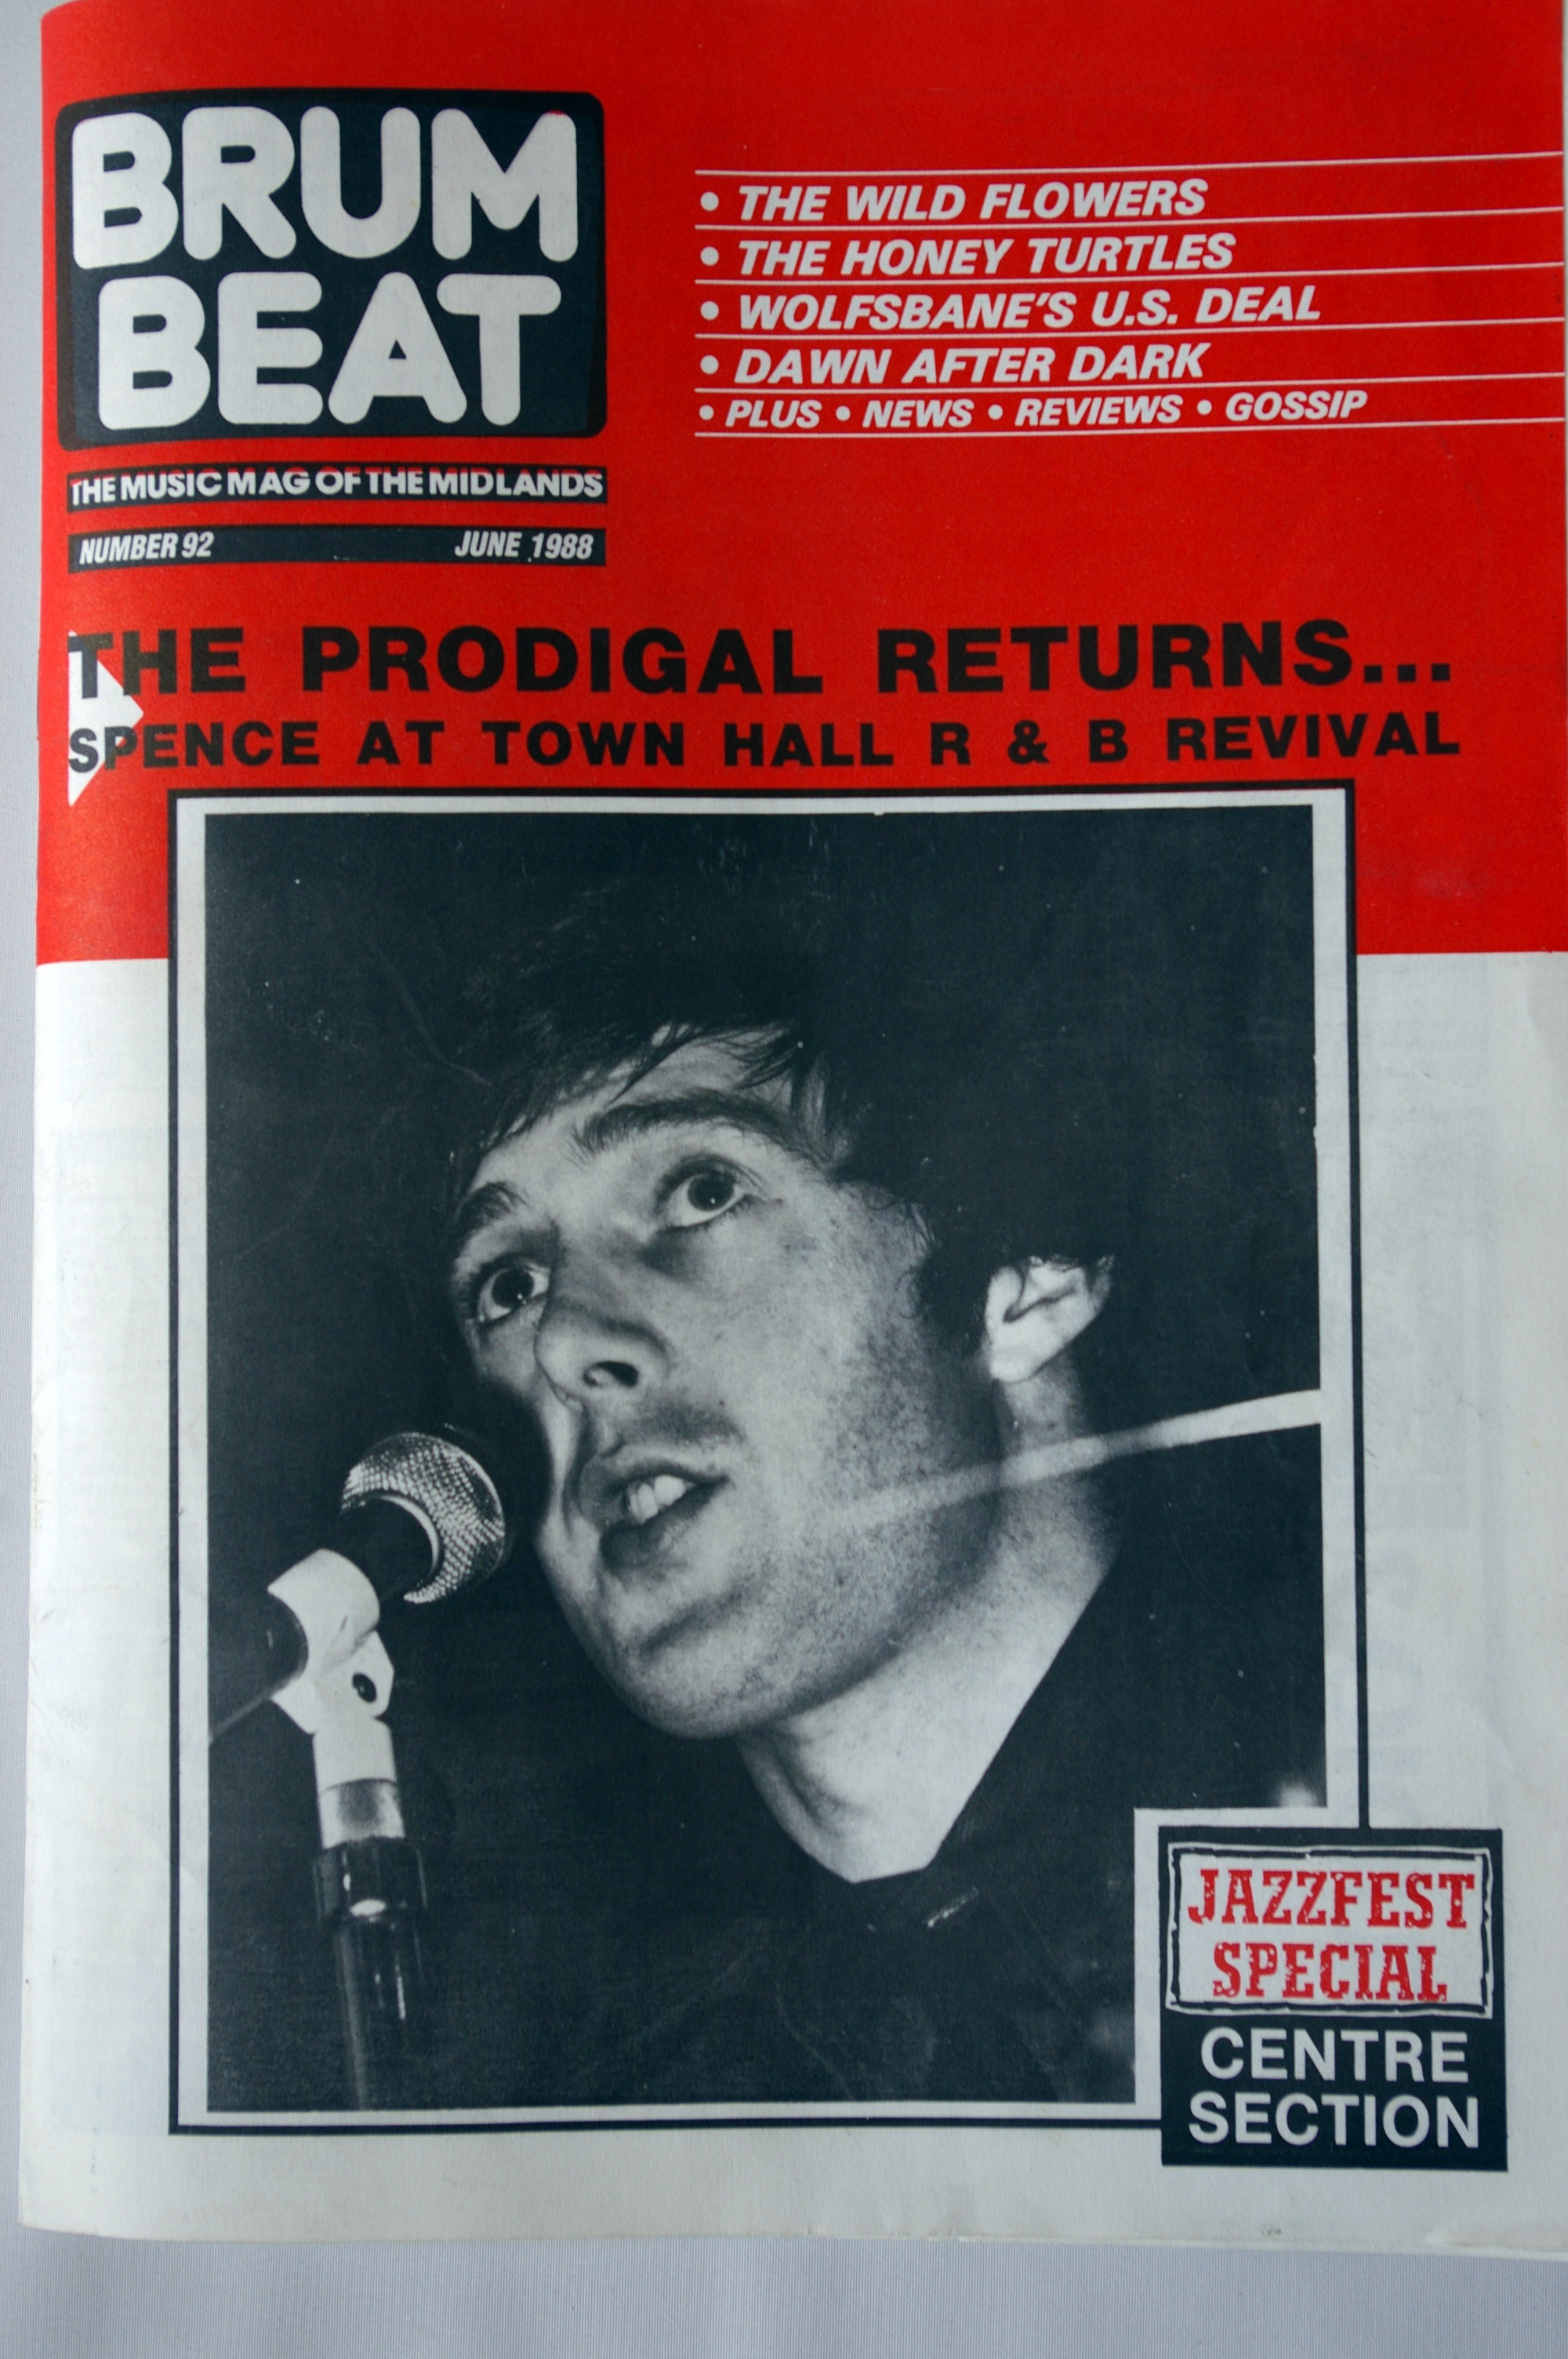 BRUM
BEAT
THE MUSIC MAG OF THE MIDLANDS
NUMBER 92 JUNE 1988
• THE WILD FLOWERS
• THE HONEY TURTLES
• WOLFSBANE'S U.S. DEAL
• DAWN AFTER DARK
• PLUS • NEWS • REVIEWS • GOSSIP
THE PRODIGAL RETURNS...
SPENCE AT TOWN HALL R & B REVIVAL
JAZZFEST
SPECIAL
CENTRE
SECTION